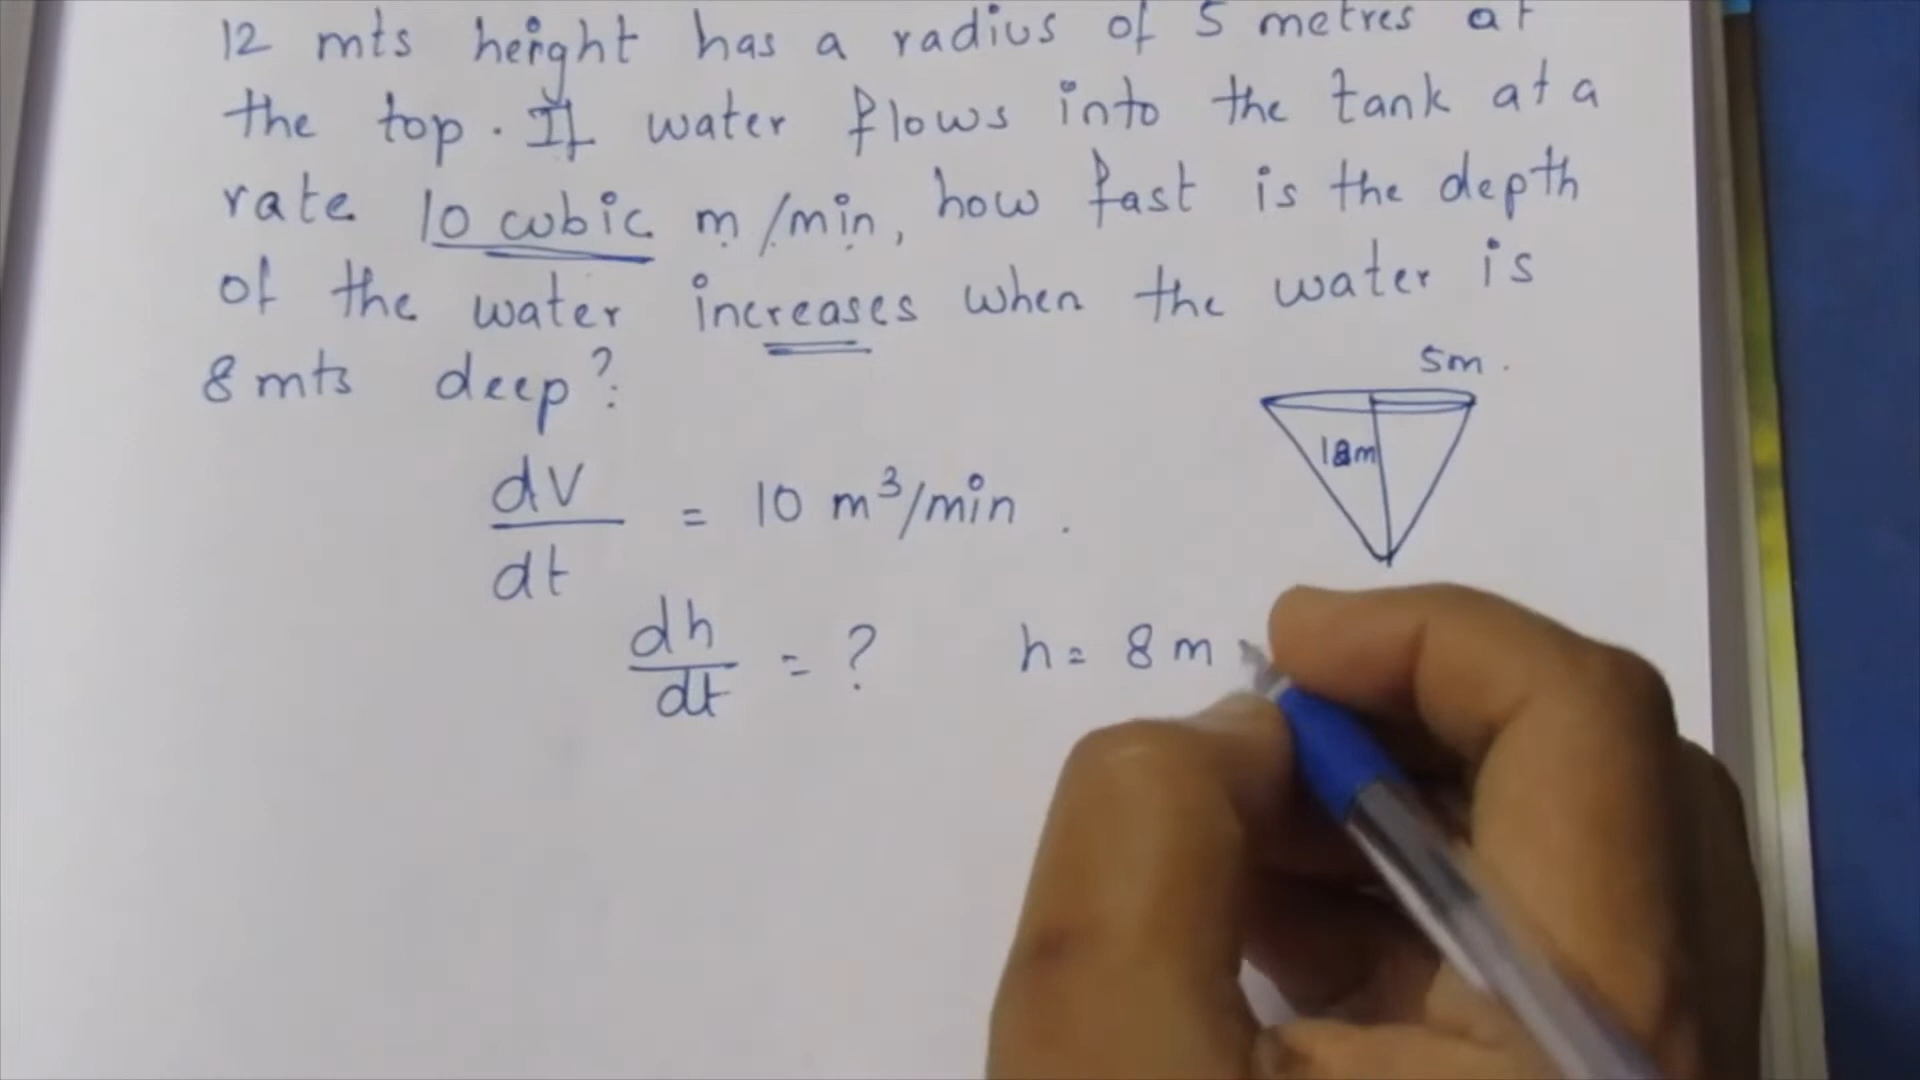 12 mts height has a radius of 5 metres at
the top. If water flows into the tank at a
rate 10 cubic m/min, how fast is the depth
of the water increases when the water is
8 mts deep?
5m.
12m
dv/dt = 10 m³/min.
dh/dt = ? h = 8m